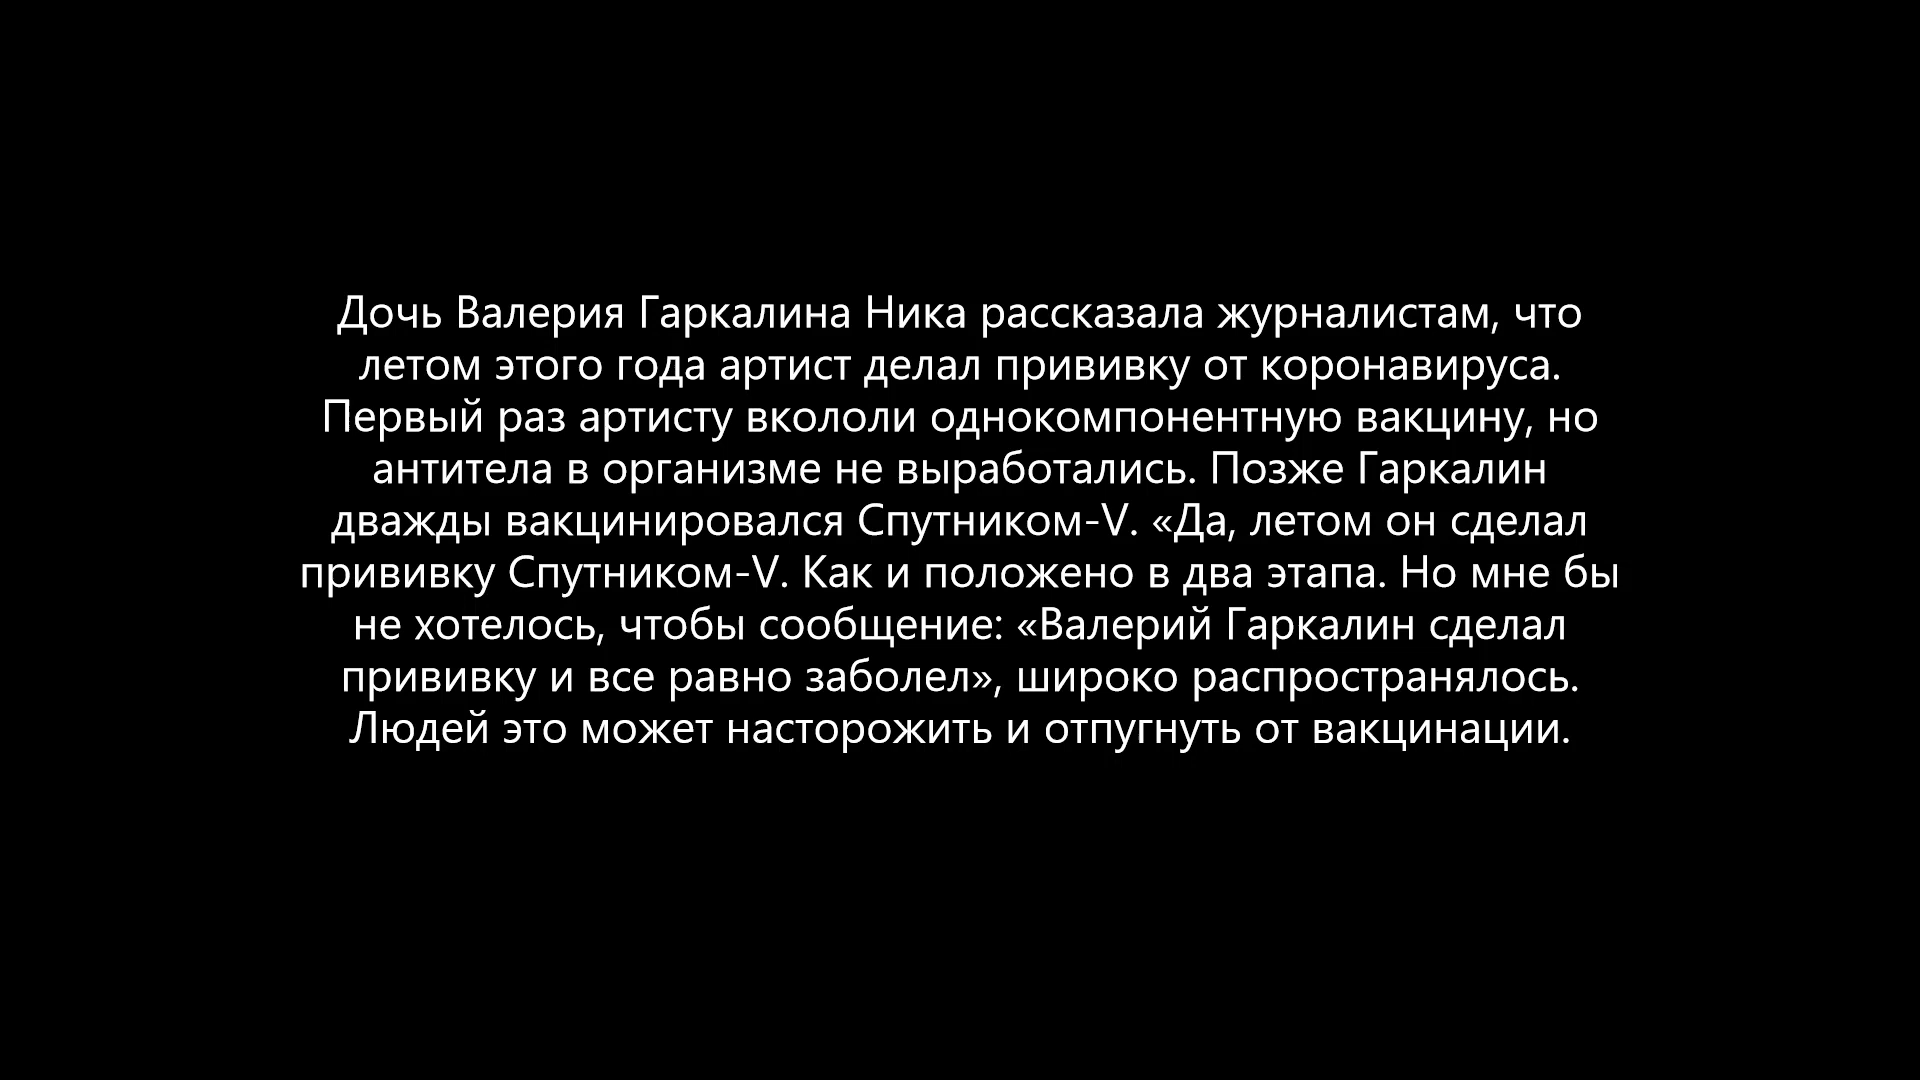 Дочь Валерия Гаркалина Ника рассказала журналистам, что
летом этого года артист делал прививку от коронавируса.
Первый раз артисту вкололи однокомпонентную вакцину, но
антитела в организме не выработались. Позже Гаркалин
дважды вакцинировался Спутником-V. «Да, летом он сделал
прививку Спутником-V. Как и положено в два этапа. Но мне бы
не хотелось, чтобы сообщение: «Валерий Гаркалин сделал
прививку и все равно заболел», широко распространялось.
Людей это может насторожить и отпугнуть от вакцинации.